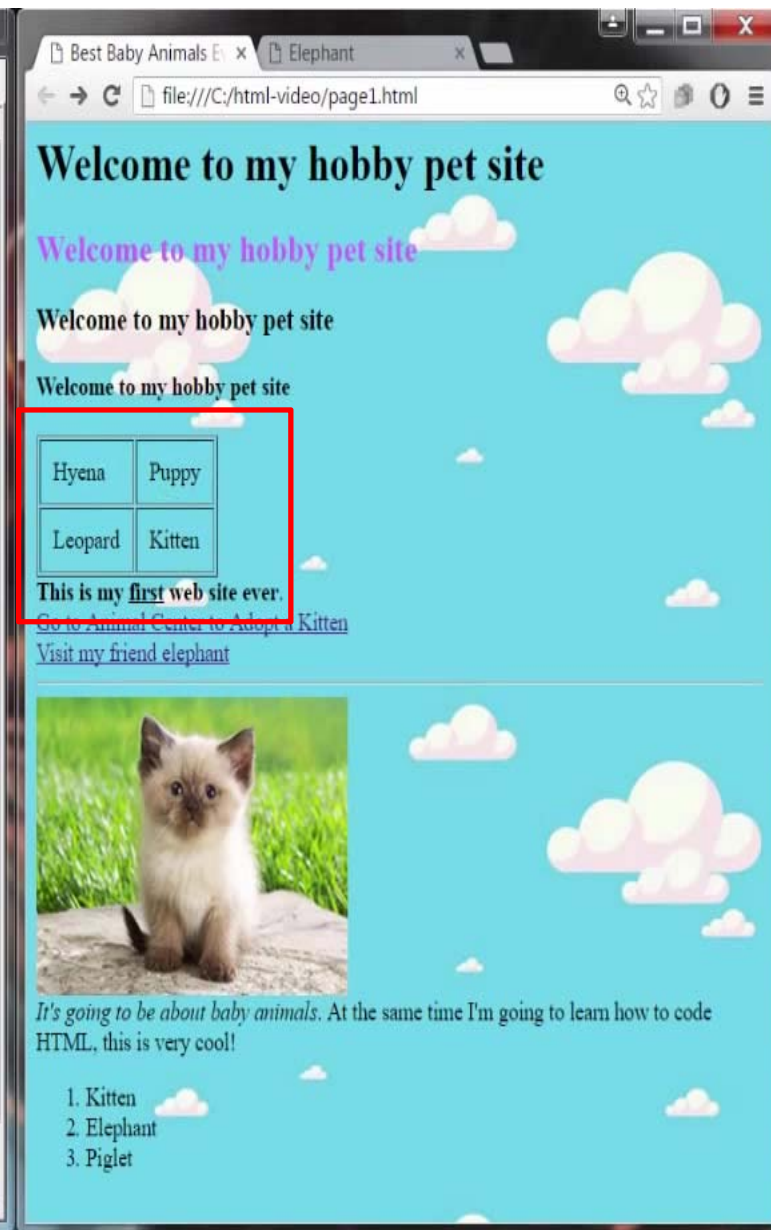 Best Baby Animals E
Elephant
file:///C:/html-video/page1.html
Welcome to my hobby pet site
Welcome to my hobby pet site
Welcome to my hobby pet site
Welcome to my hobby pet site
Hyena Puppy
Leopard Kitten
This is my first web site ever.
Go to Animal Center to Adopt a Kitten
Visit my friend elephant
It's going to be about baby animals. At the same time I'm going to learn how to code
HTML, this is very cool!
1. Kitten
2. Elephant
3. Piglet